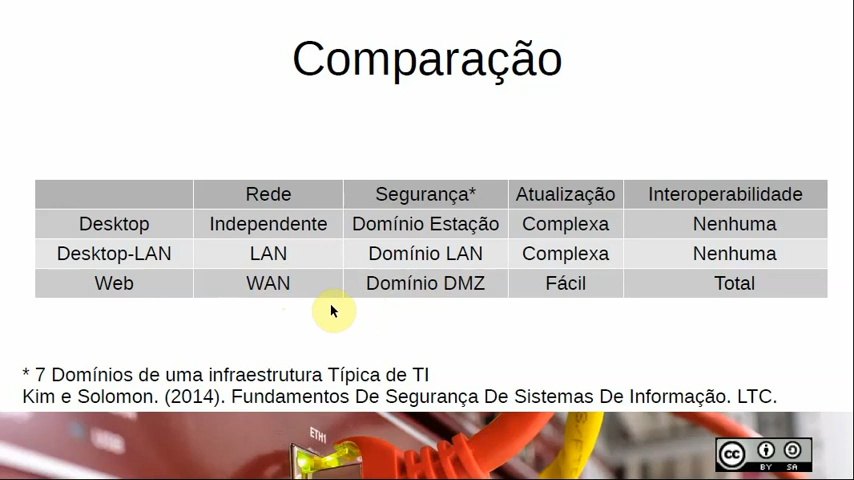 Comparação
Rede Segurança* Atualização Interoperabilidade
Desktop Independente Domínio Estação Complexa Nenhuma
Desktop-LAN LAN Domínio LAN Complexa Nenhuma
Web WAN Domínio DMZ Fácil Total
* 7 Domínios de uma infraestrutura Típica de TI
Kim e Solomon. (2014). Fundamentos De Segurança De Sistemas De Informação. LTC.
ETH1
cc
BY SA